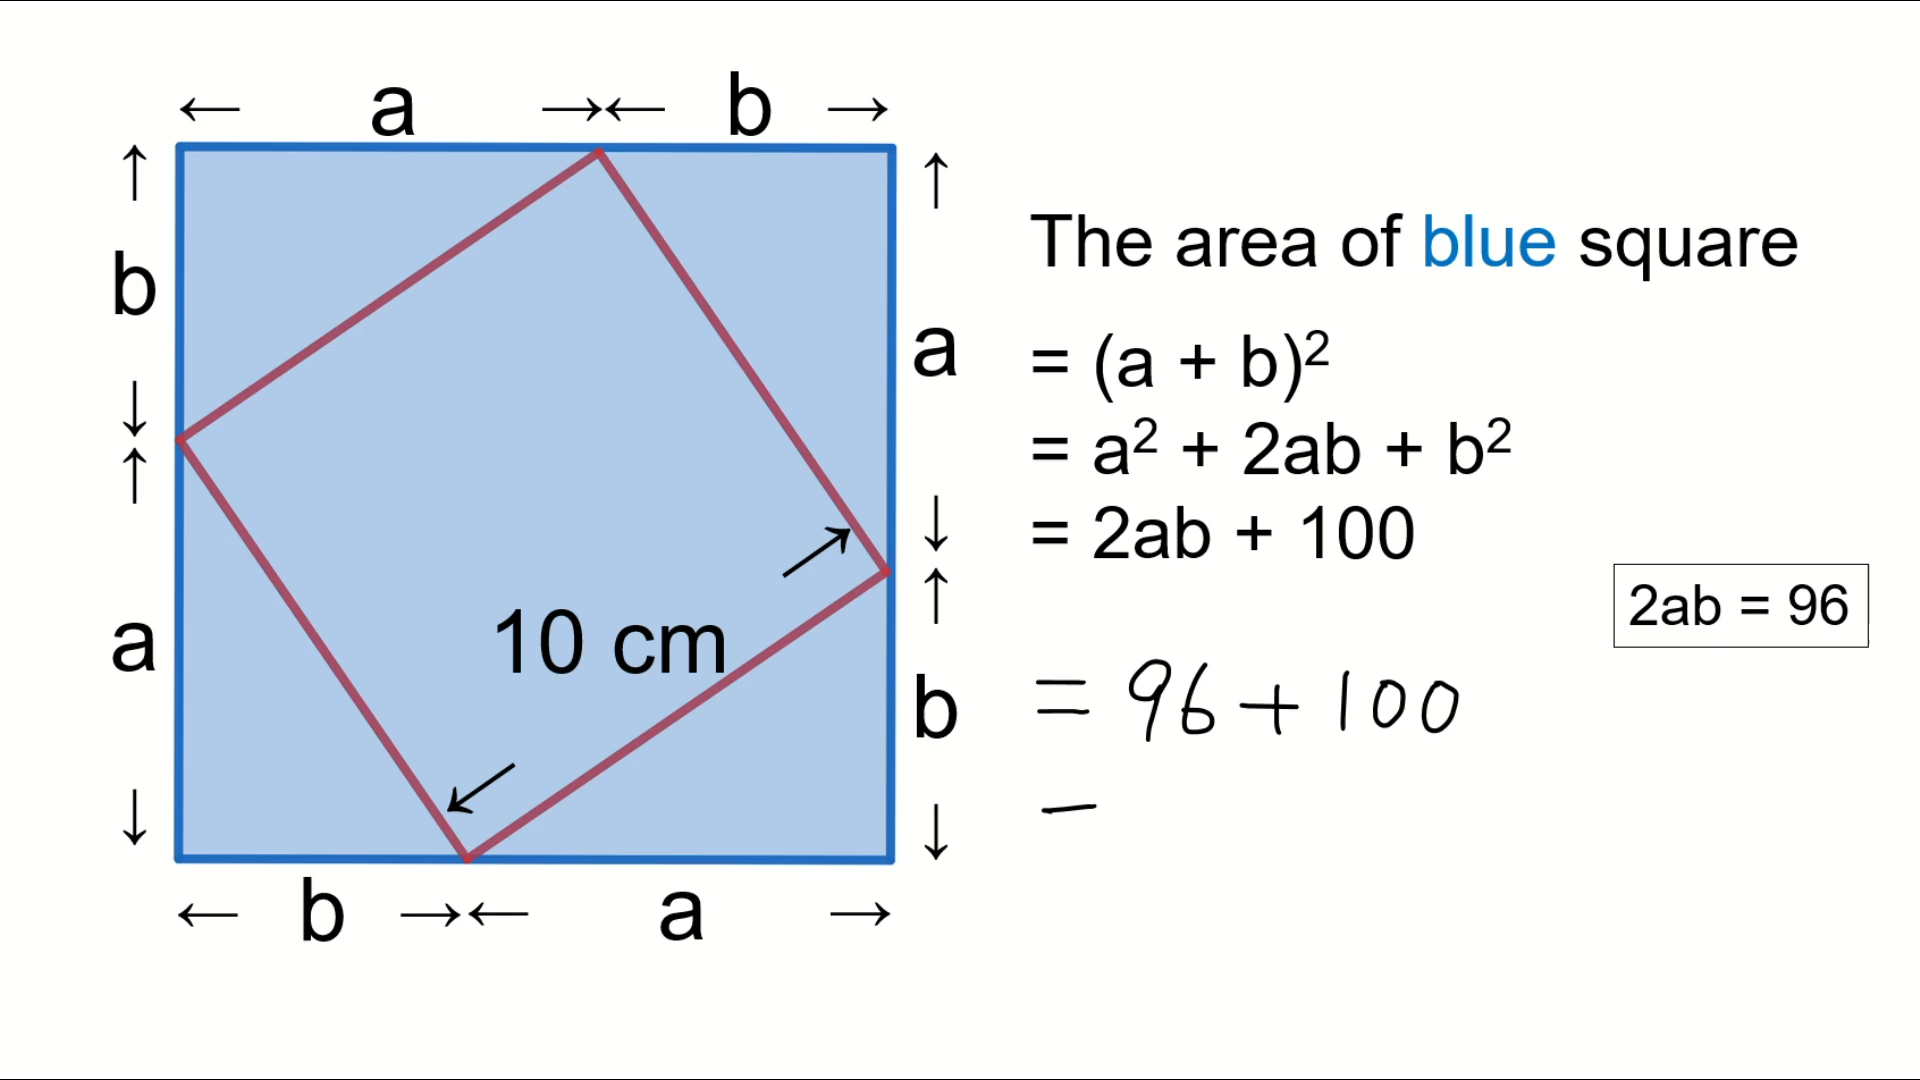 ← a →← b →
↑
b
↓
↑
a
↓
↑
a
↓
↑
b
↓
10 cm
← b →← a →
The area of blue square
= (a + b)²
= a² + 2ab + b²
= 2ab + 100
2ab = 96
= 96 + 100
–